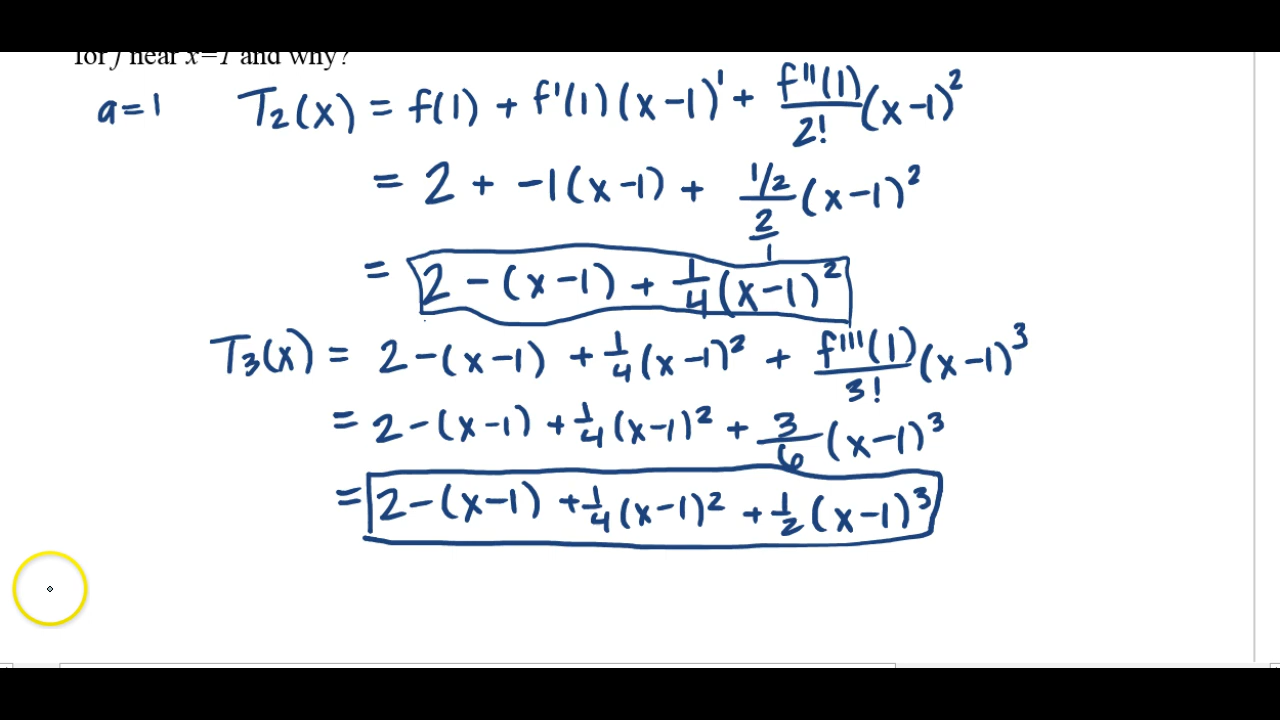 for f near x=1 and why?
a=1 T₂(x) = f(1) + f'(1)(x-1)¹ + f''(1)/2! (x-1)²
= 2 + -1(x-1) + 1/2/2/1 (x-1)²
= 2 - (x-1) + 1/4 (x-1)²
T₃(x) = 2 - (x-1) + 1/4 (x-1)² + f'''(1)/3! (x-1)³
= 2 - (x-1) + 1/4 (x-1)² + 3/6 (x-1)³
= 2 - (x-1) + 1/4 (x-1)² + 1/2 (x-1)³